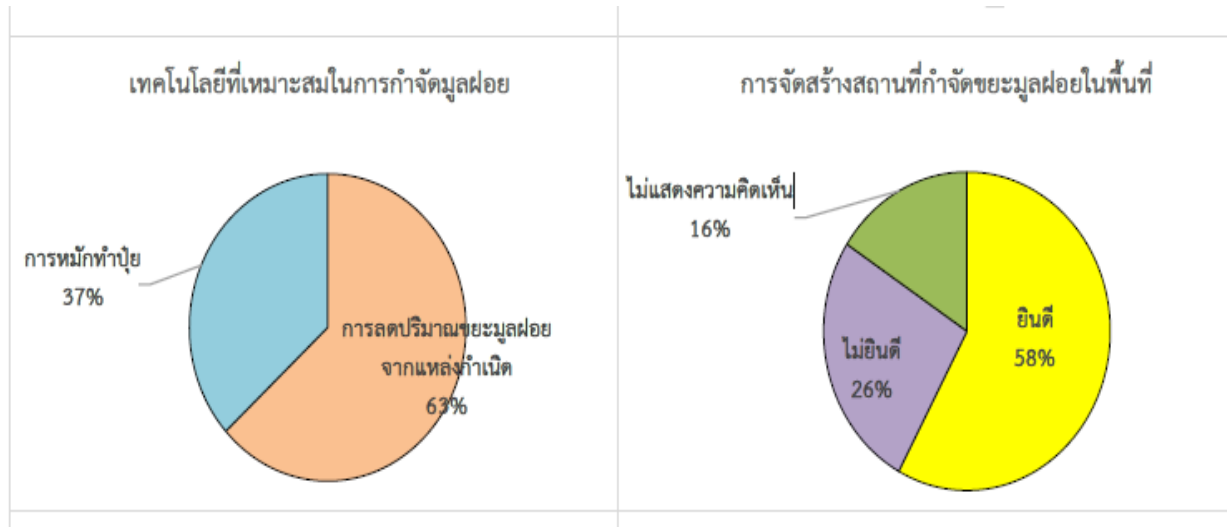 เทคโนโลยีที่เหมาะสมในการกำจัดมูลฝอย
การหมักทำปุ๋ย
37%
การลดปริมาณขยะมูลฝอย
จากแหล่งกำเนิด
63%
การจัดสร้างสถานที่กำจัดขยะมูลฝอยในพื้นที่
ไม่แสดงความคิดเห็น
16%
ยินดี
58%
ไม่ยินดี
26%